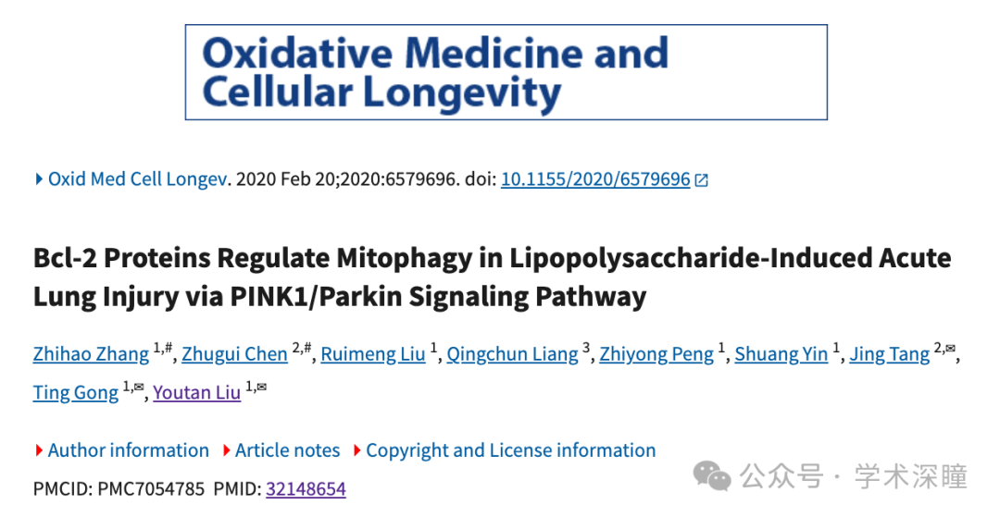 Oxidative Medicine and
Cellular Longevity
Oxid Med Cell Longev. 2020 Feb 20;2020:6579696. doi: 10.1155/2020/6579696
Bcl-2 Proteins Regulate Mitophagy in Lipopolysaccharide-Induced Acute
Lung Injury via PINK1/Parkin Signaling Pathway
Zhihao Zhang 1,#, Zhugui Chen 2,#, Ruimeng Liu 1, Qingchun Liang 3, Zhiyong Peng 1, Shuang Yin 1, Jing Tang 2,✉,
Ting Gong 1,✉, Youtan Liu 1,✉
Author information Article notes Copyright and License information
PMCID: PMC7054785 PMID: 32148654
公众号 · 学术深瞳